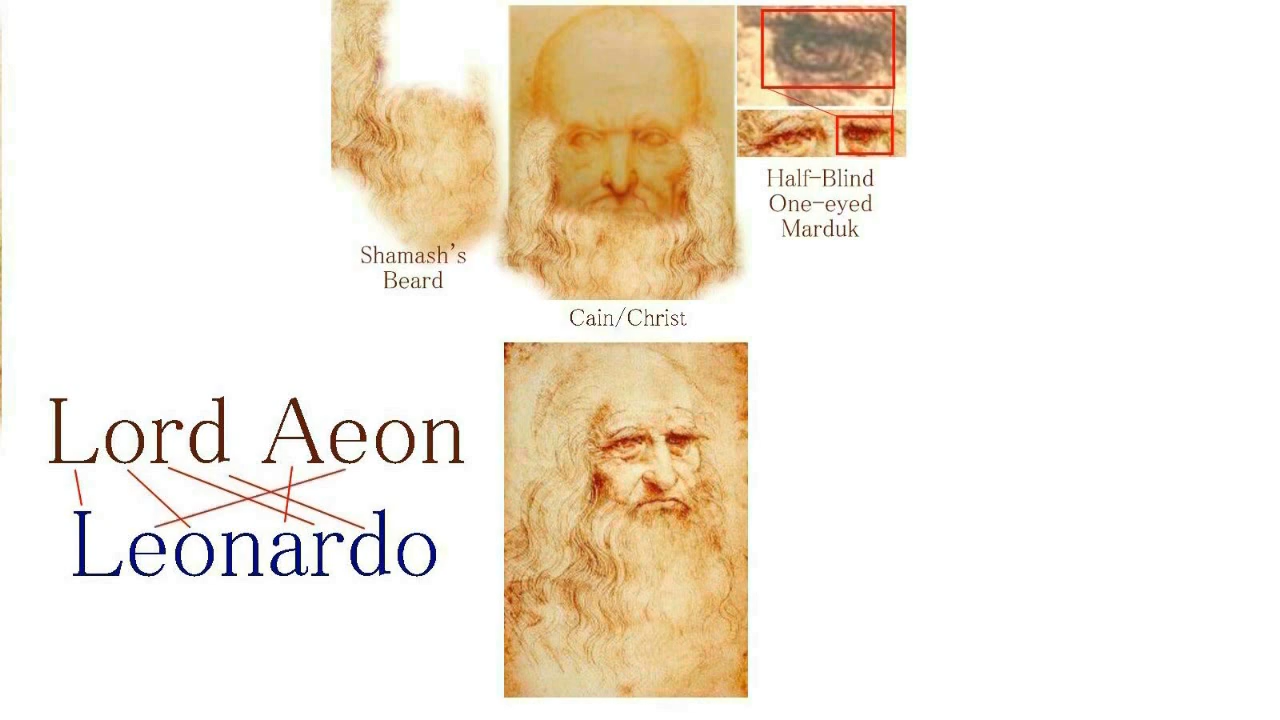 Half-Blind
One-eyed
Marduk
Shamash's
Beard
Cain/Christ
Lord Aeon
Leonardo